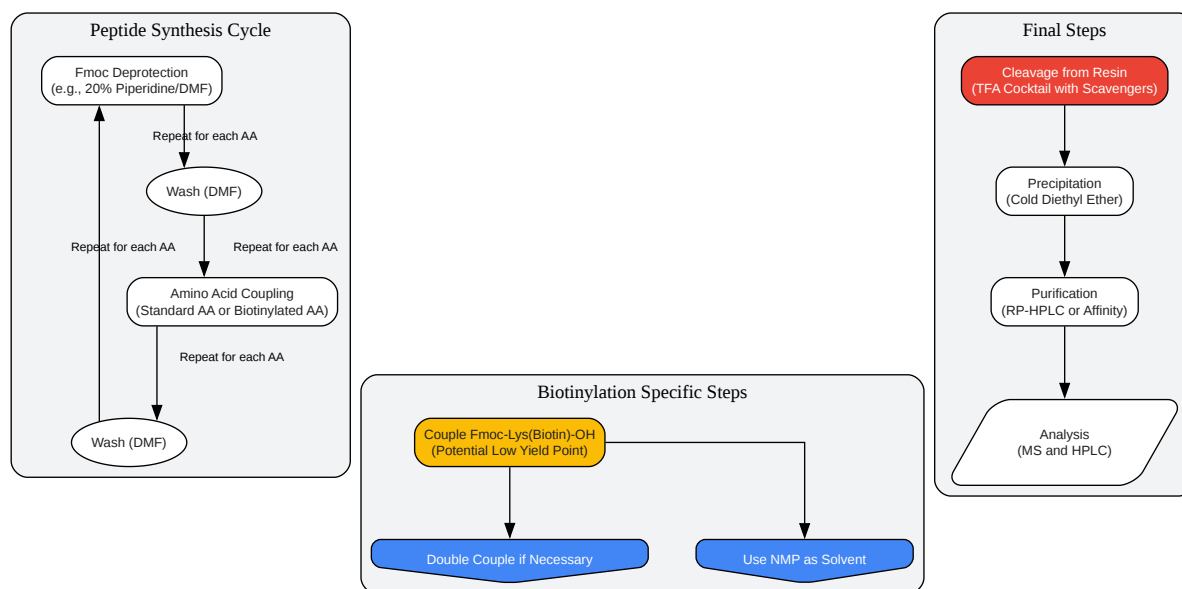 Peptide Synthesis Cycle
Fmoc Deprotection
(e.g., 20% Piperidine/DMF)
Repeat for each AA
Wash (DMF)
Repeat for each AA
Repeat for each AA
Amino Acid Coupling
(Standard AA or Biotinylated AA)
Repeat for each AA
Wash (DMF)
Biotinylation Specific Steps
Couple Fmoc-Lys(Biotin)-OH
(Potential Low Yield Point)
Double Couple if Necessary
Use NMP as Solvent
Final Steps
Cleavage from Resin
(TFA Cocktail with Scavengers)
Precipitation
(Cold Diethyl Ether)
Purification
(RP-HPLC or Affinity)
Analysis
(MS and HPLC)